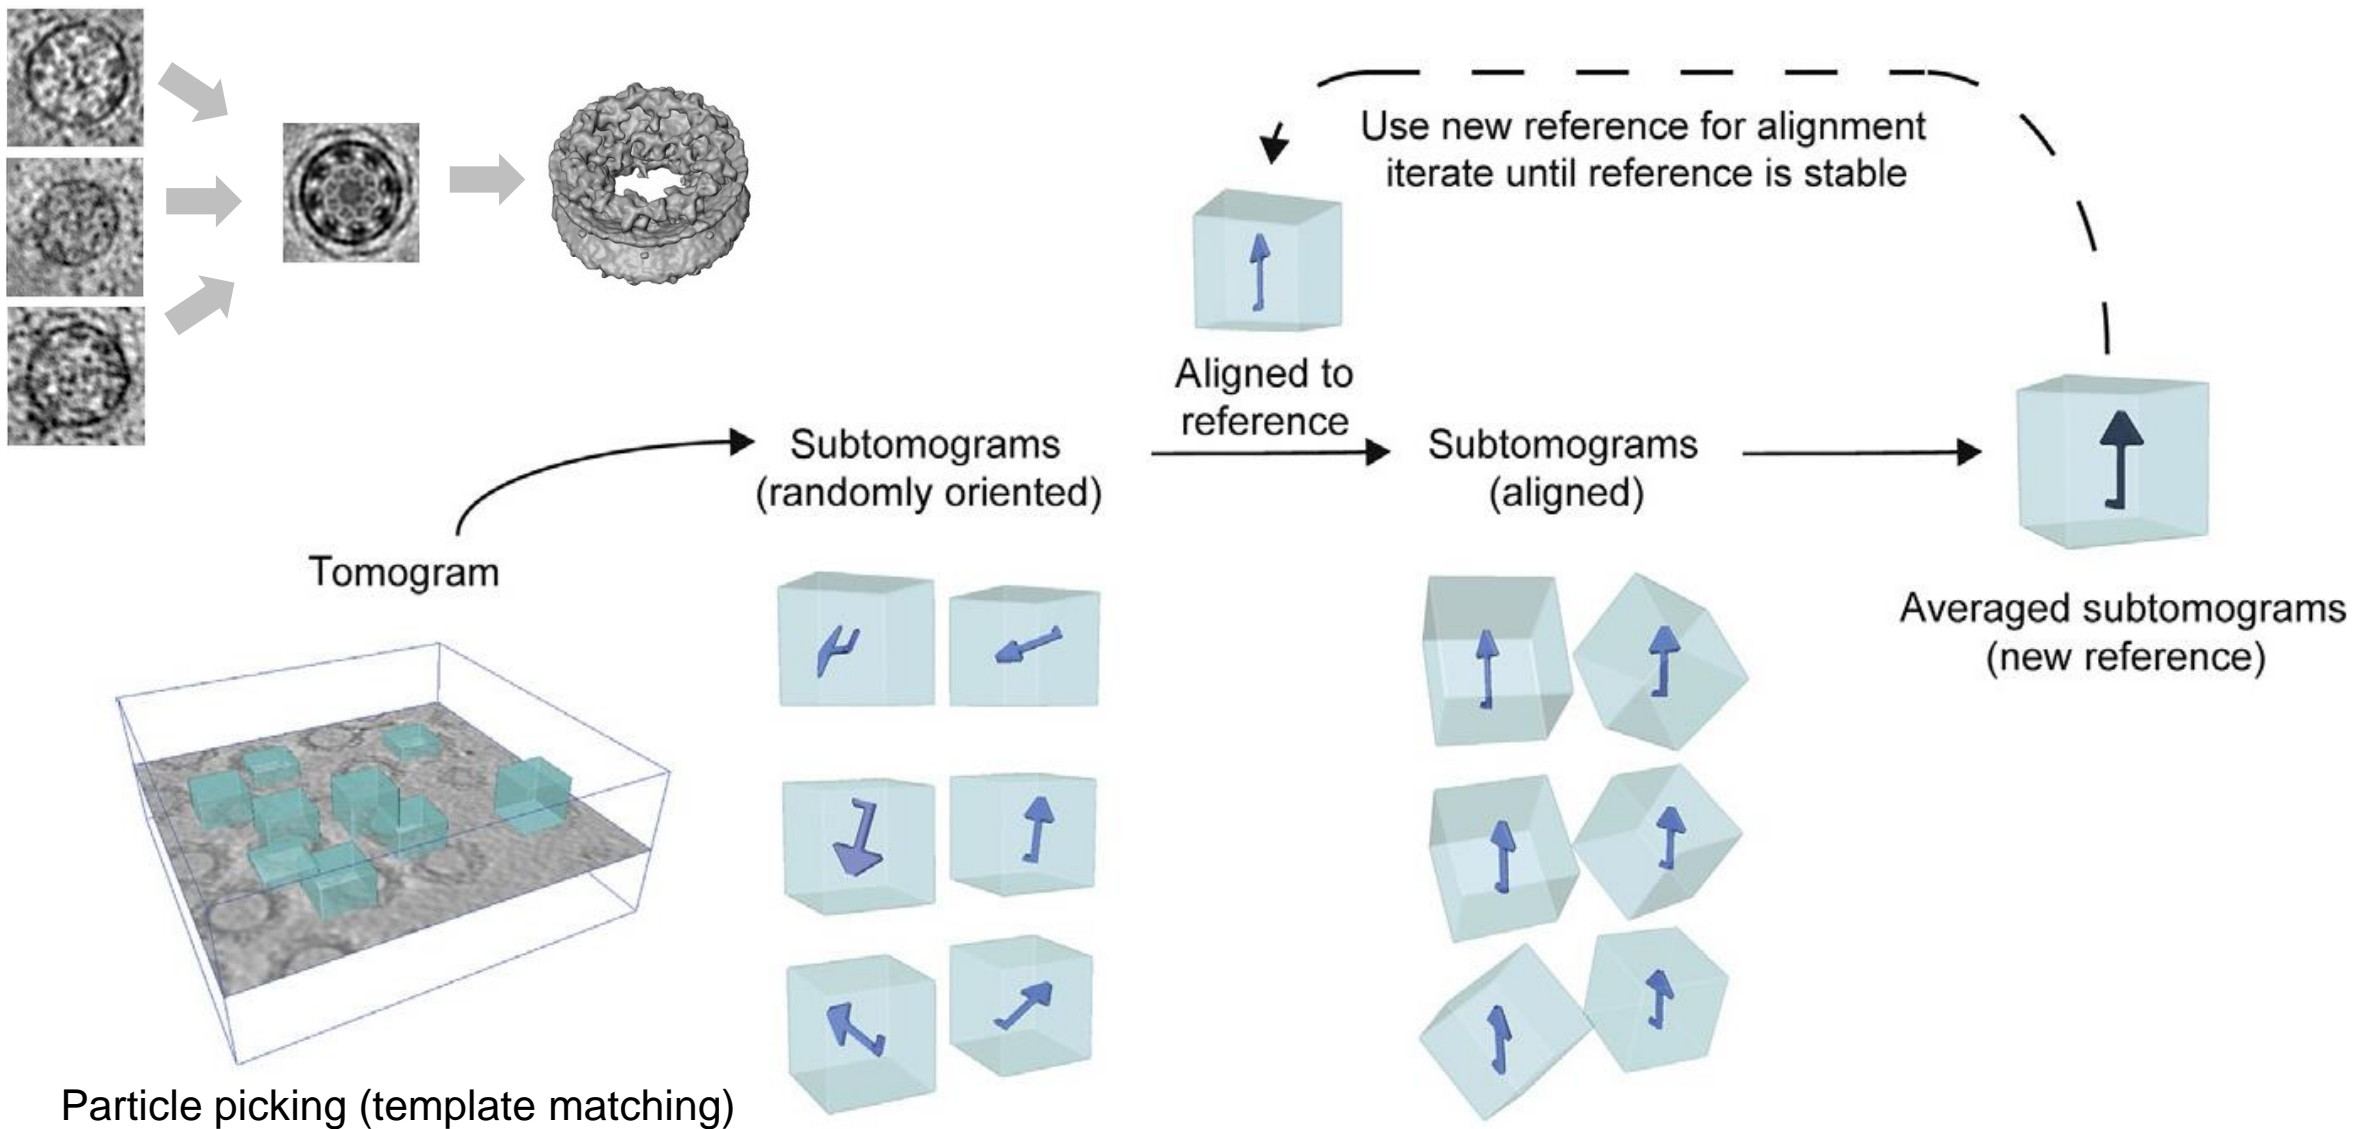 Use new reference for alignment
iterate until reference is stable
Aligned to
reference
Subtomograms
(randomly oriented)
Subtomograms
(aligned)
Tomogram
Averaged subtomograms
(new reference)
Particle picking (template matching)